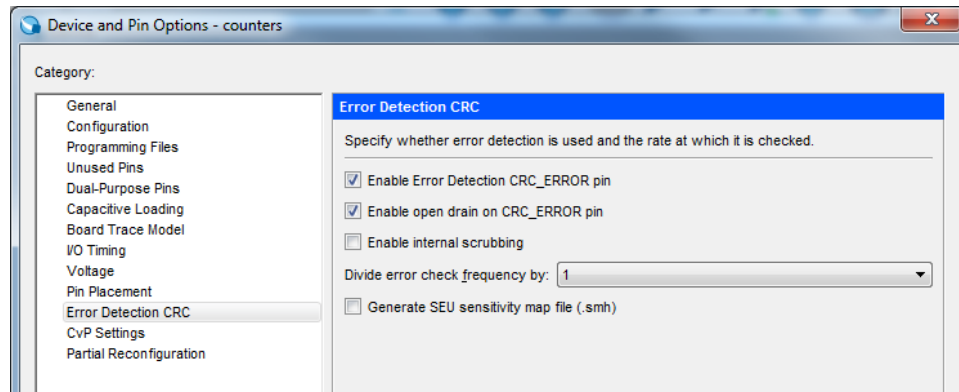 Device and Pin Options - counters
Category:
General
Configuration
Programming Files
Unused Pins
Dual-Purpose Pins
Capacitive Loading
Board Trace Model
I/O Timing
Voltage
Pin Placement
Error Detection CRC
CvP Settings
Partial Reconfiguration
Error Detection CRC
Specify whether error detection is used and the rate at which it is checked.
Enable Error Detection CRC_ERROR pin
Enable open drain on CRC_ERROR pin
Enable internal scrubbing
Divide error check frequency by: 1
Generate SEU sensitivity map file (.smh)